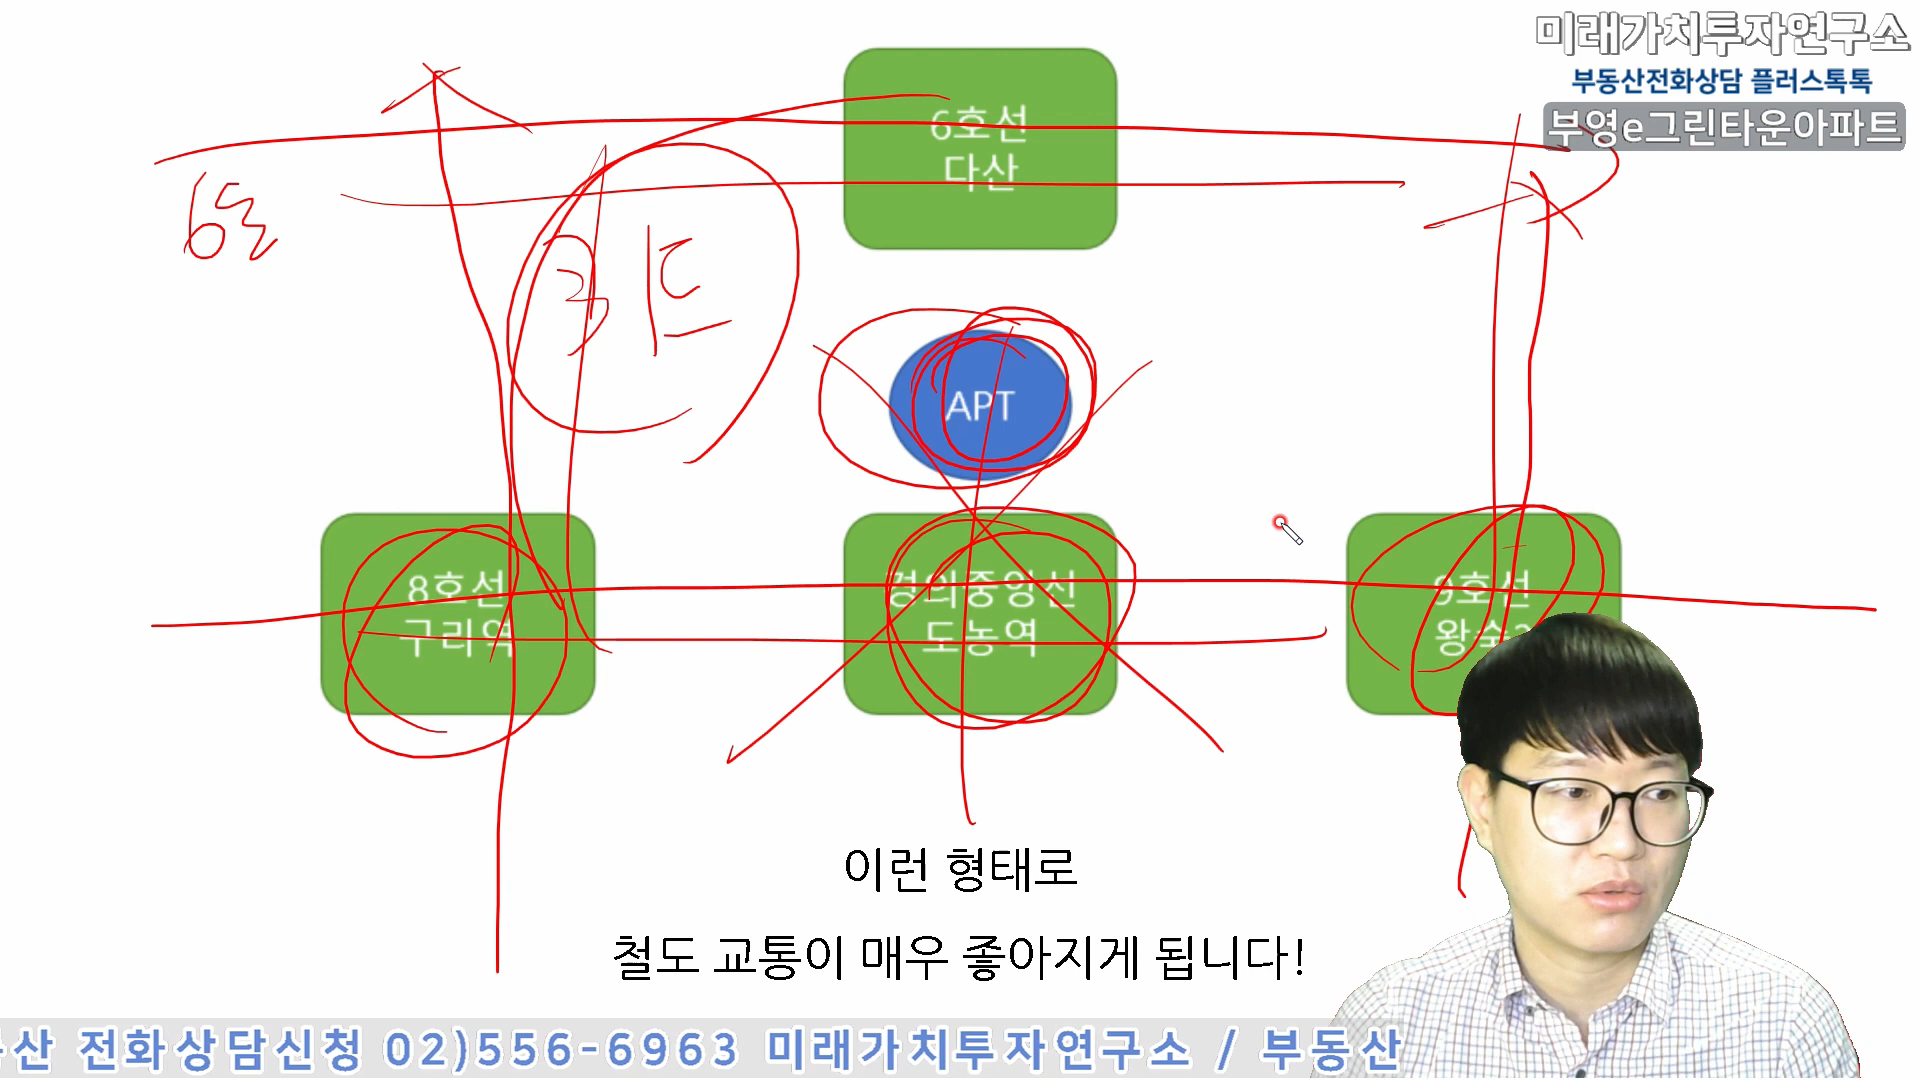 미래가치투자연구소
부동산전화상담 플러스톡톡
부영e그린타운아파트
6호선
다산
APT
8호선
구리역
경의중앙선
도농역
9호선
이런 형태로
철도 교통이 매우 좋아지게 됩니다!
산 전화상담신청 02)556-6963 미래가치투자연구소 / 부동산